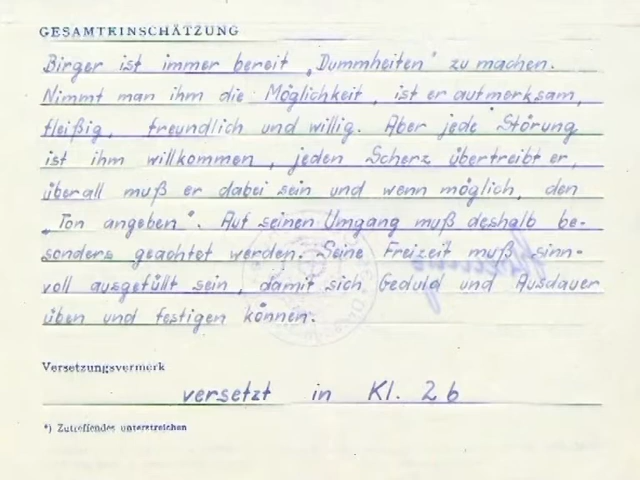 GESAMTEINSCHÄTZUNG
Birger ist immer bereit „Dummheiten" zu machen.
Nimmt man ihm die Möglichkeit, ist er aufmerksam,
fleißig, freundlich und willig. Aber jede Störung
ist ihm willkommen, jeden Scherz übertreibt er,
überall muß er dabei sein und wenn möglich, den
„Ton angeben". Auf seinen Umgang muß deshalb be-
sonders geachtet werden. Seine Freizeit muß sinn-
voll ausgefüllt sein, damit sich Geduld und Ausdauer
üben und festigen können.
Versetzungsvermerk
versetzt in Kl. 2b
*) Zutreffendes unterstreichen